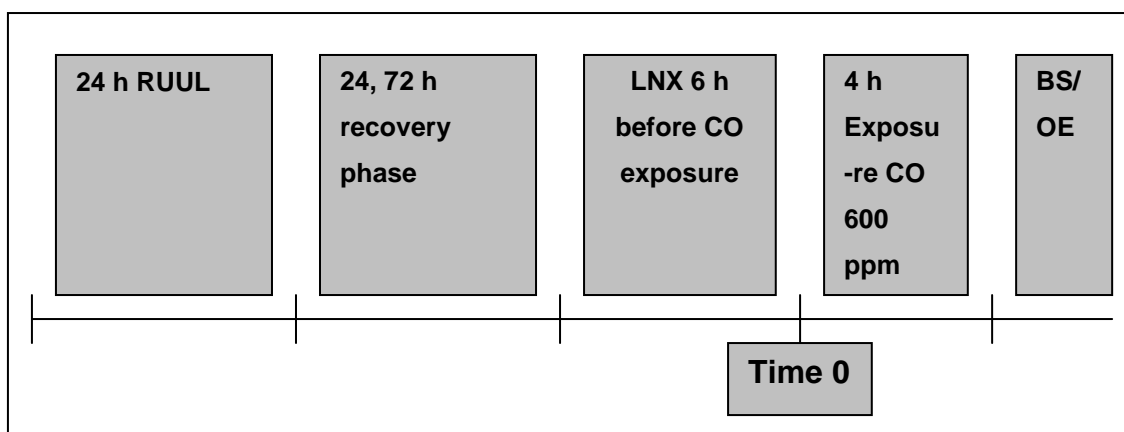 24 h RUUL
24, 72 h
recovery
phase
LNX 6 h
before CO
exposure
4 h
Exposu
-re CO
600
ppm
BS/
OE
Time 0